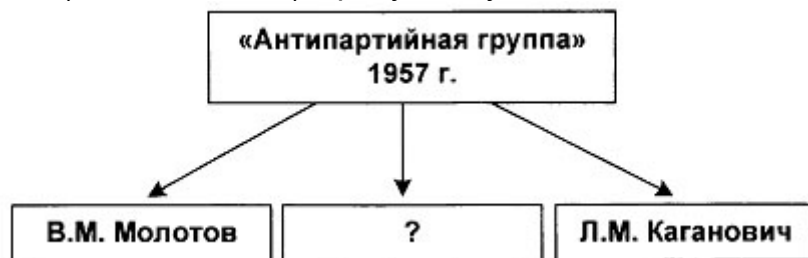 «Антипартийная группа»
1957 г.
В.М. Молотов
?
Л.М. Каганович